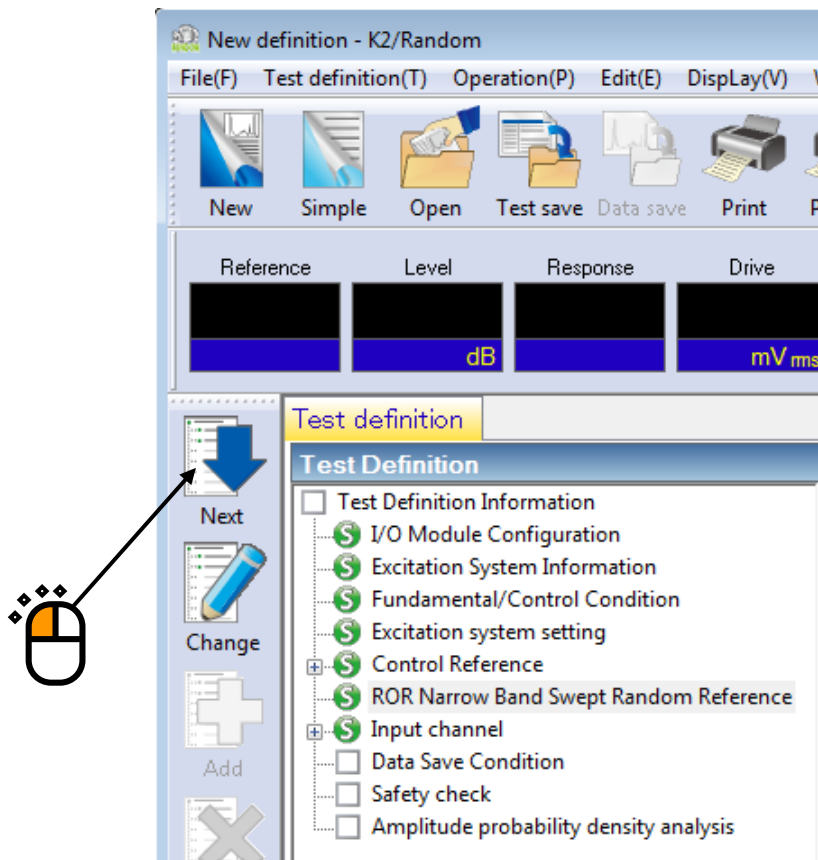 New definition - K2/Random
File(F) Test definition(T) Operation(P) Edit(E) DispLay(V)
New Simple Open Test save Data save Print
Reference Level Response Drive
dB mV rms
Test definition
Test Definition
Test Definition Information
Next
I/O Module Configuration
Excitation System Information
Fundamental/Control Condition
Excitation system setting
Change
Control Reference
ROR Narrow Band Swept Random Reference
Input channel
Data Save Condition
Add
Safety check
Amplitude probability density analysis